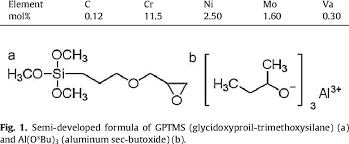 Element C Cr Ni Mo Va
mol% 0.12 11.5 2.50 1.60 0.30
a b
OCH₃
H₃CO Si O
OCH₃ O
O⁻ 3 Al³⁺
Fig. 1. Semi-developed formula of GPTMS (glycidoxyproil-trimethoxysilane) (a)
and Al(OˢBu)₃ (aluminum sec-butoxide) (b).